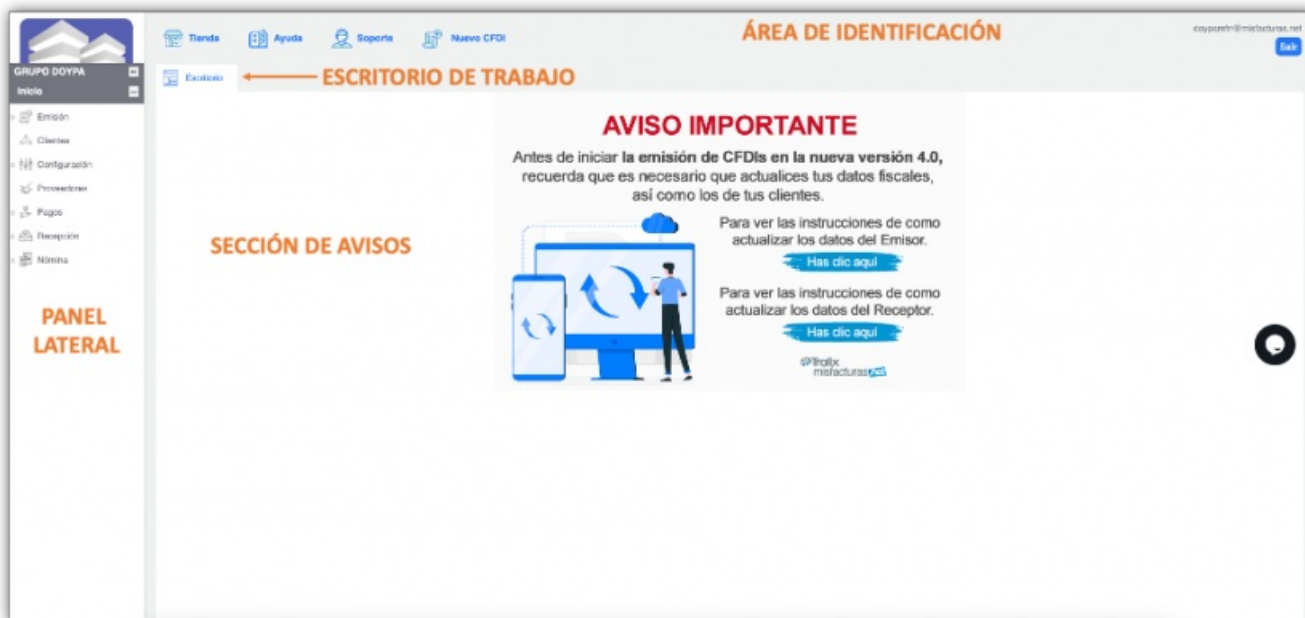 Tienda Ayuda Soporte Nuevo CFDI
ÁREA DE IDENTIFICACIÓN
Salir
GRUPO DOYPA
Inicio
Escritorio
ESCRITORIO DE TRABAJO
Emisión
Clientes
Configuración
Proveedores
Pagos
Recepción
Nómina
PANEL
LATERAL
SECCIÓN DE AVISOS
AVISO IMPORTANTE
Antes de iniciar la emisión de CFDIs en la nueva versión 4.0,
recuerda que es necesario que actualices tus datos fiscales,
así como los de tus clientes.
Para ver las instrucciones de como
actualizar los datos del Emisor.
Has clic aquí
Para ver las instrucciones de como
actualizar los datos del Receptor.
Has clic aquí
misfacturas.net